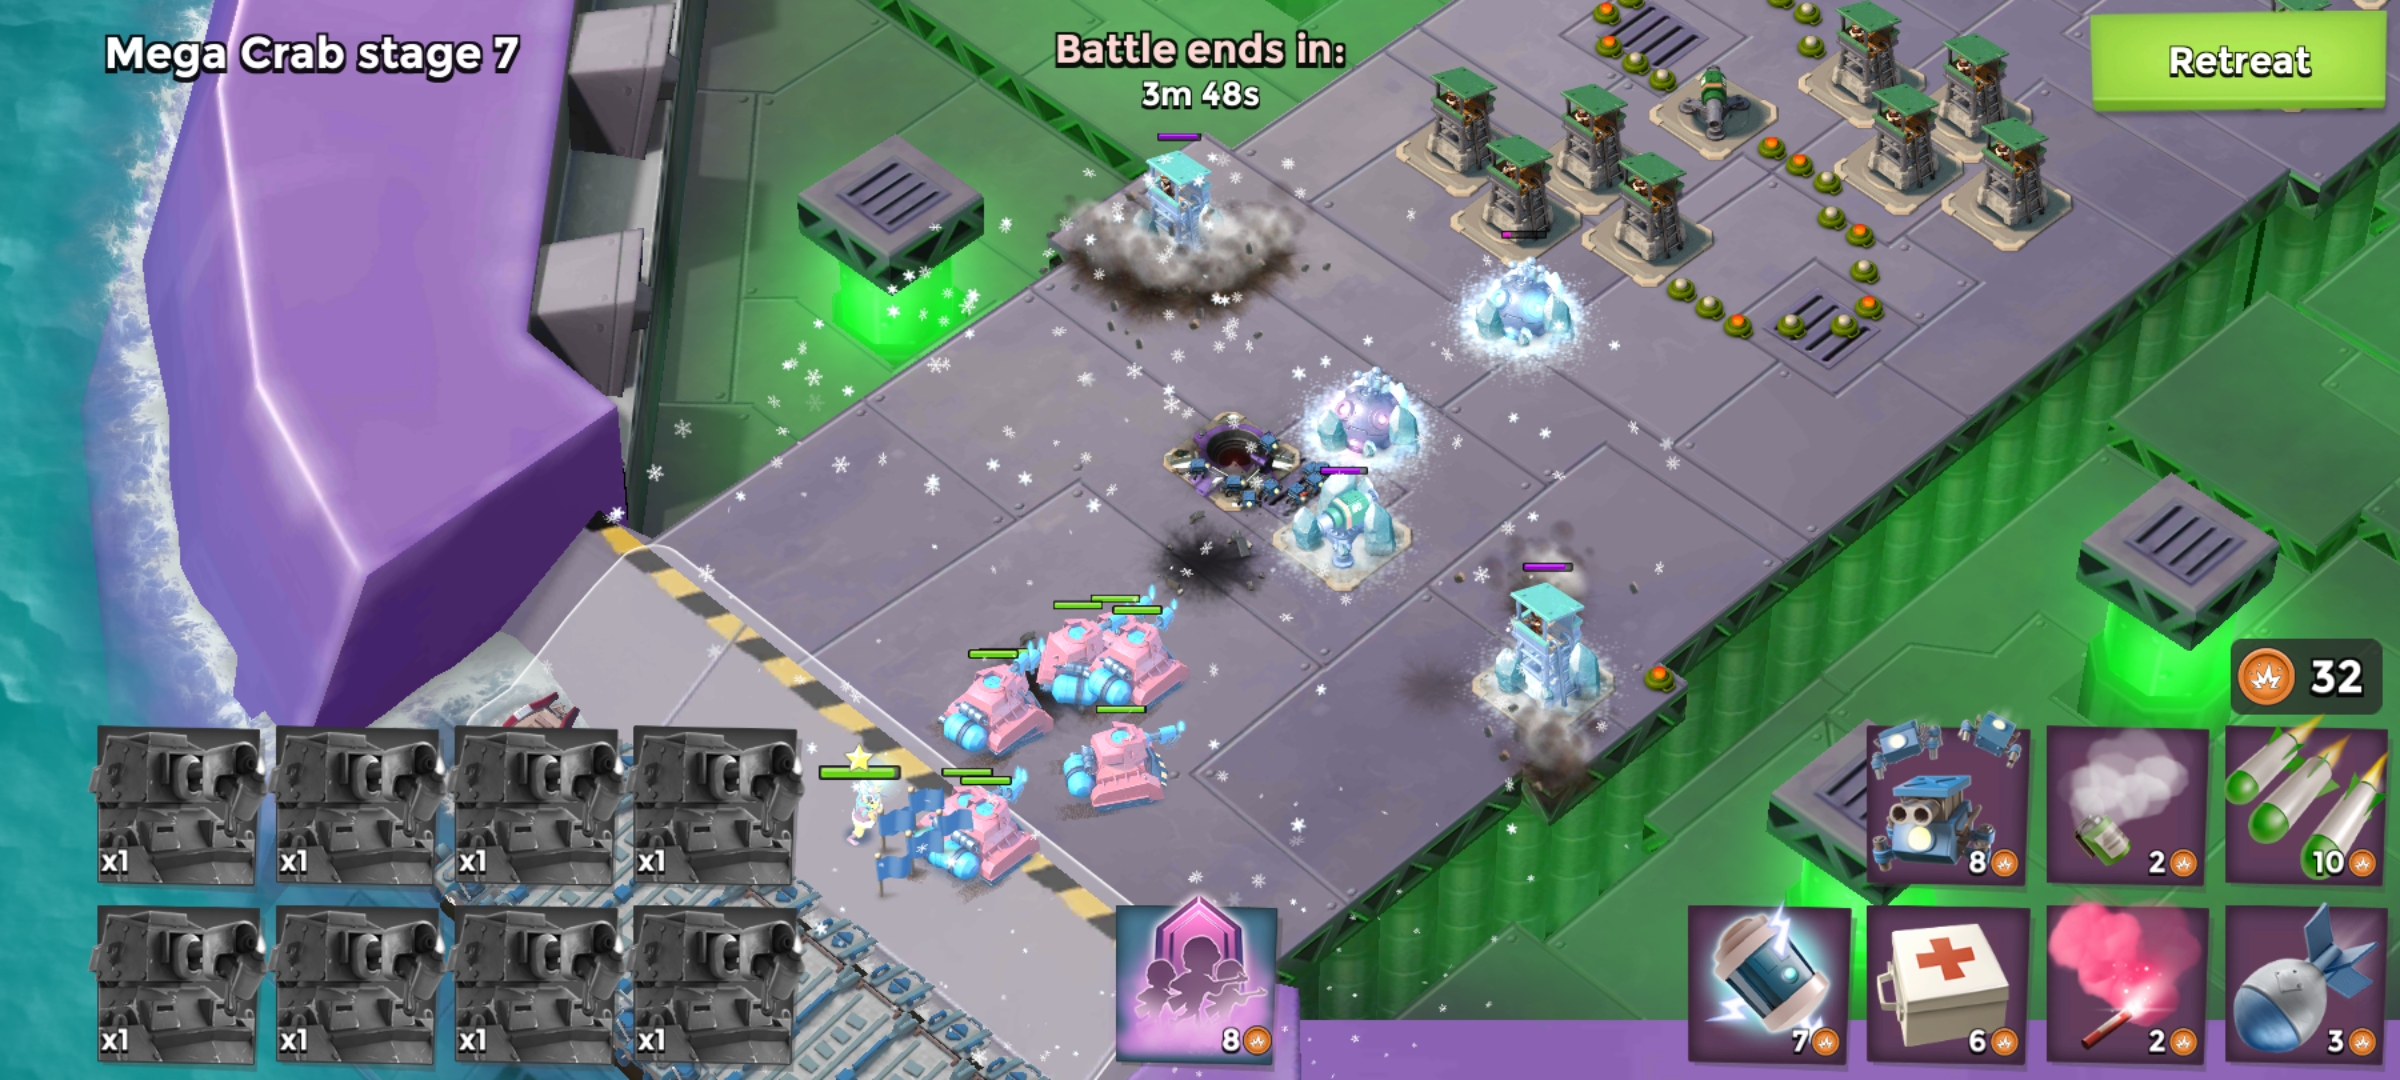 Mega Crab stage 7
Battle ends in:
3m 48s
Retreat
32
x1
x1
x1
x1
8
2
10
x1
x1
x1
x1
8
7
6
2
3